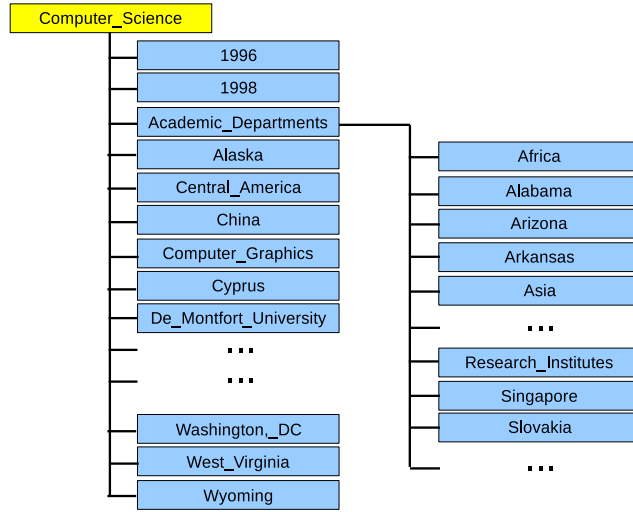 Computer_Science
1996
1998
Academic_Departments
Alaska
Central_America
China
Computer_Graphics
Cyprus
De_Montfort_University
...
...
Washington,_DC
West_Virginia
Wyoming
Africa
Alabama
Arizona
Arkansas
Asia
...
Research_Institutes
Singapore
Slovakia
...